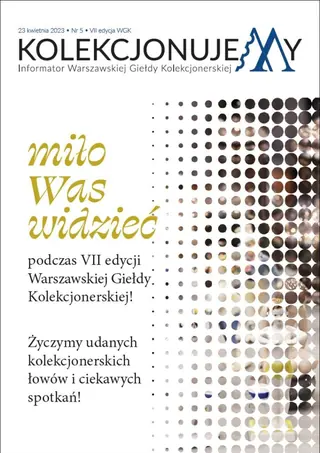 23 kwietnia 2023 • Nr 5 • VII edycja WGK
KOLEKCJONUJEMY
Informator Warszawskiej Giełdy Kolekcjonerskiej
miło
Was
widzieć
podczas VII edycji
Warszawskiej Giełdy
Kolekcjonerskiej!
Życzymy udanych
kolekcjonerskich
łowów i ciekawych
spotkań!